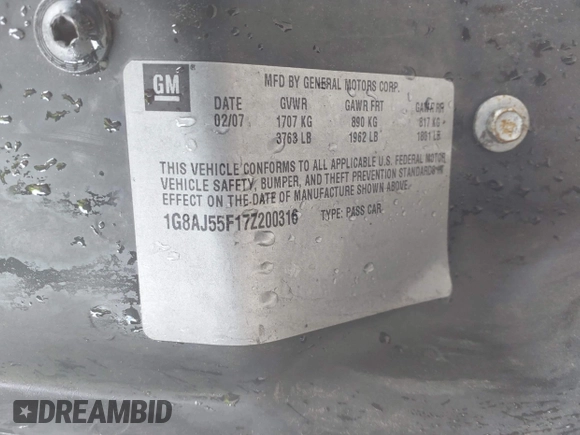 GM
MFD BY GENERAL MOTORS CORP.
DATE GVWR GAWR FRT GAWR RR
02/07 1707 KG 890 KG 817 KG
3763 LB 1962 LB 1801 LB
THIS VEHICLE CONFORMS TO ALL APPLICABLE U.S. FEDERAL MOTOR
VEHICLE SAFETY, BUMPER, AND THEFT PREVENTION STANDARDS IN
EFFECT ON THE DATE OF MANUFACTURE SHOWN ABOVE.
1G8AJ55F17Z200316 TYPE: PASS CAR
DREAMBID